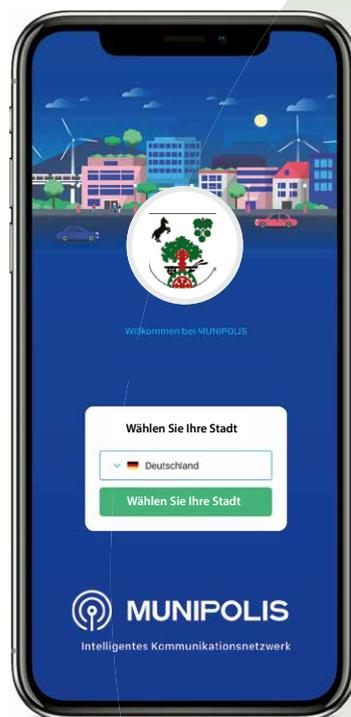 Willkommen bei MUNIPOLIS
Wählen Sie Ihre Stadt
Deutschland
Wählen Sie Ihre Stadt
MUNIPOLIS
Intelligentes Kommunikationsnetzwerk